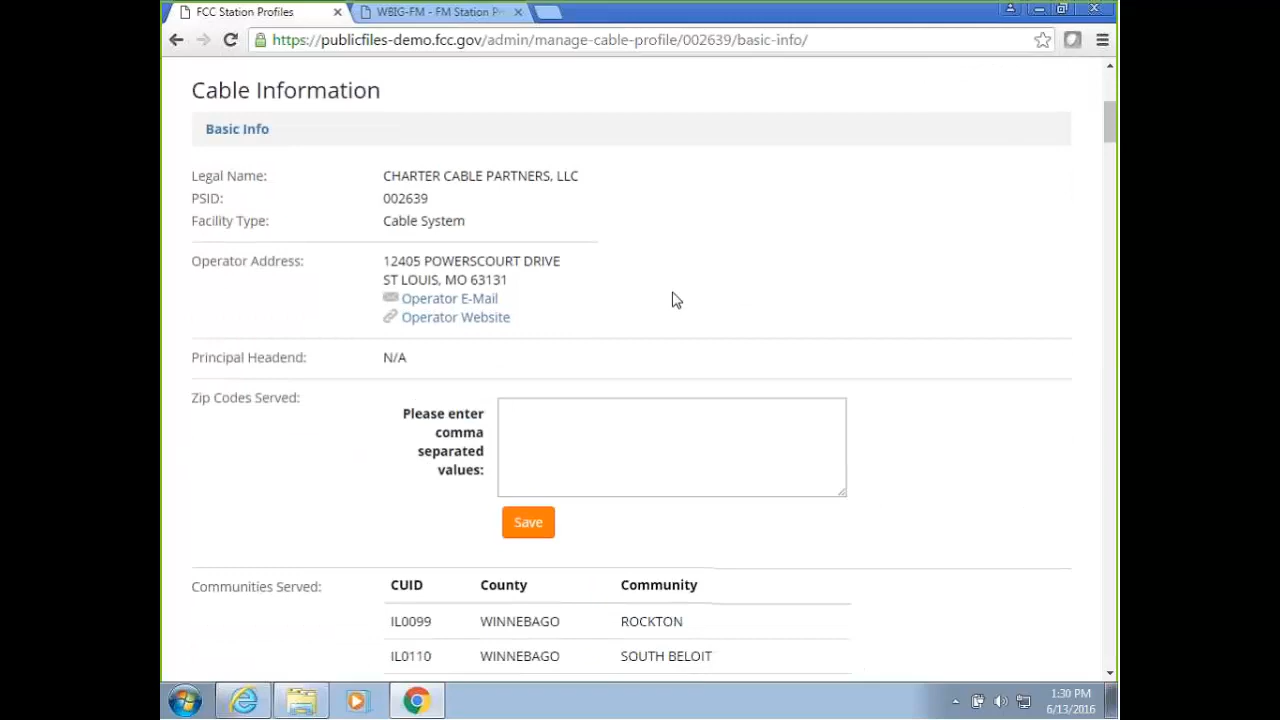 FCC Station Profiles
WBIG-FM - FM Station P
https://publicfiles-demo.fcc.gov/admin/manage-cable-profile/002639/basic-info/
Cable Information
Basic Info
Legal Name: CHARTER CABLE PARTNERS, LLC
PSID: 002639
Facility Type: Cable System
Operator Address: 12405 POWERSCOURT DRIVE
ST LOUIS, MO 63131
Operator E-Mail
Operator Website
Principal Headend: N/A
Zip Codes Served:
Please enter
comma
separated
values:
Save
Communities Served: CUID County Community
IL0099 WINNEBAGO ROCKTON
IL0110 WINNEBAGO SOUTH BELOIT
1:30 PM
6/13/2016